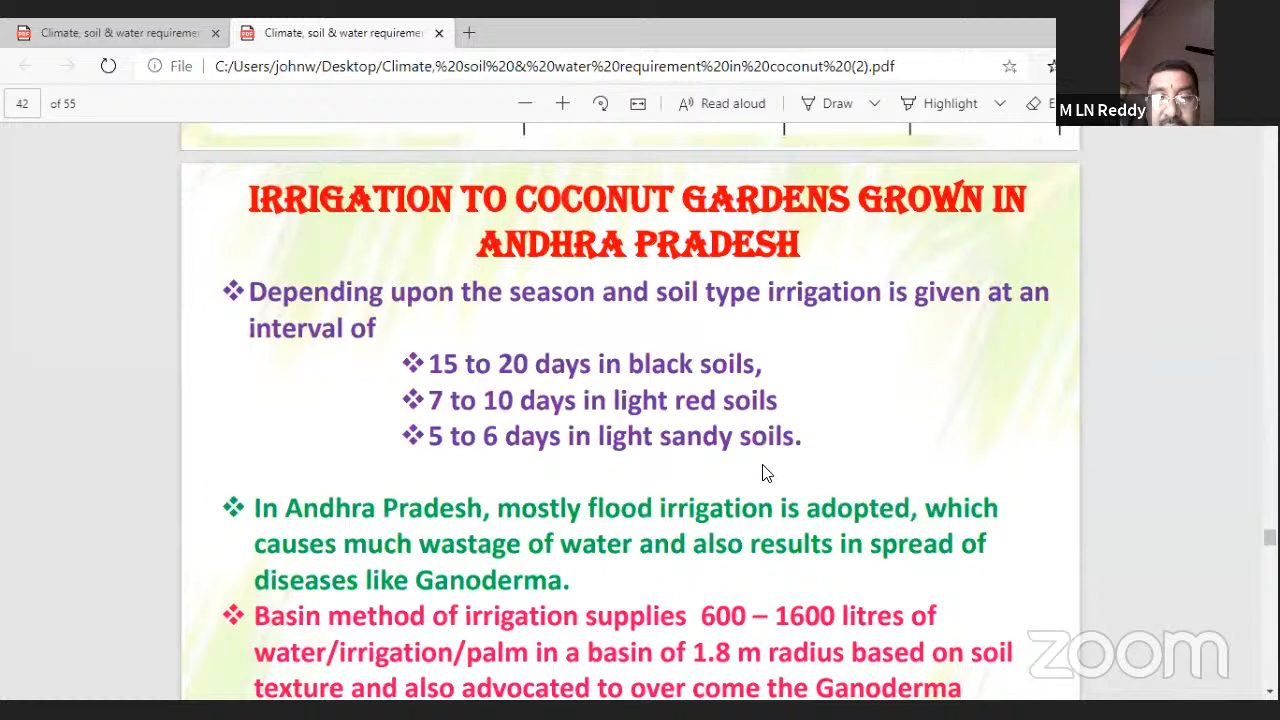 Climate, soil & water requireme
Climate, soil & water requireme
File C:/Users/johnw/Desktop/Climate,%20soil%20&%20water%20requirement%20in%20coconut%20(2).pdf
42 of 55 Read aloud Draw Highlight E
M LN Reddy
IRRIGATION TO COCONUT GARDENS GROWN IN
ANDHRA PRADESH
Depending upon the season and soil type irrigation is given at an
interval of
15 to 20 days in black soils,
7 to 10 days in light red soils
5 to 6 days in light sandy soils.
In Andhra Pradesh, mostly flood irrigation is adopted, which
causes much wastage of water and also results in spread of
diseases like Ganoderma.
Basin method of irrigation supplies 600 – 1600 litres of
water/irrigation/palm in a basin of 1.8 m radius based on soil
texture and also advocated to over come the Ganoderma
zoom